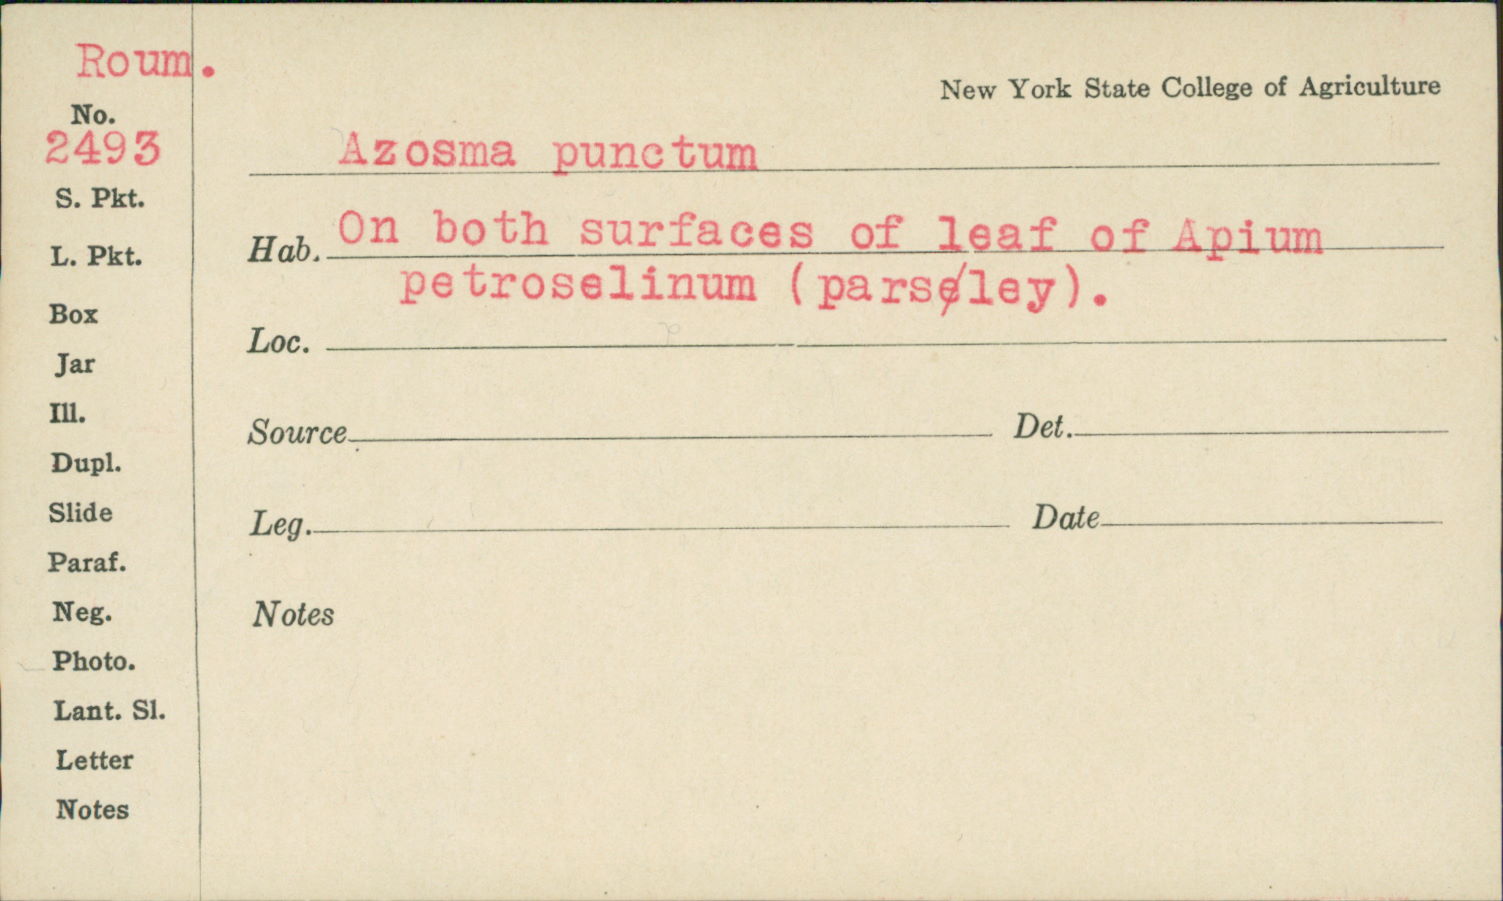 Roum.
New York State College of Agriculture
No.
2493
Azosma punctum
S. Pkt.
Hab. On both surfaces of leaf of Apium
petroselinum (parseley).
L. Pkt.
Box
Loc.
Jar
Ill.
Source
Det.
Dupl.
Slide
Leg.
Date
Paraf.
Neg.
Notes
Photo.
Lant. Sl.
Letter
Notes